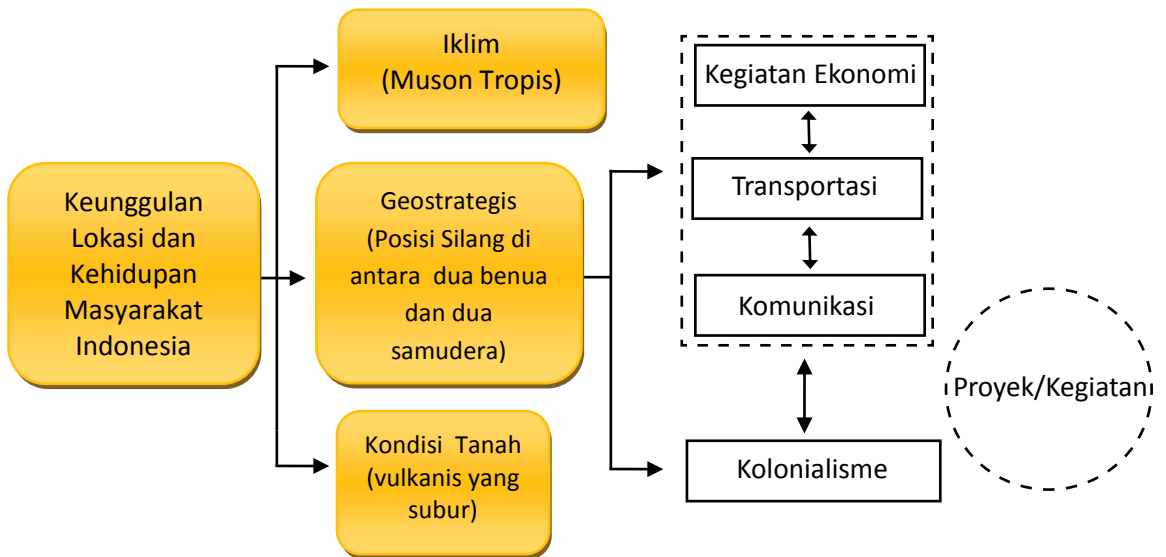 Keunggulan
Lokasi dan
Kehidupan
Masyarakat
Indonesia
Iklim
(Muson Tropis)
Geostrategis
(Posisi Silang di
antara dua benua
dan dua
samudera)
Kondisi Tanah
(vulkanis yang
subur)
Kegiatan Ekonomi
Transportasi
Komunikasi
Kolonialisme
Proyek/Kegiatan